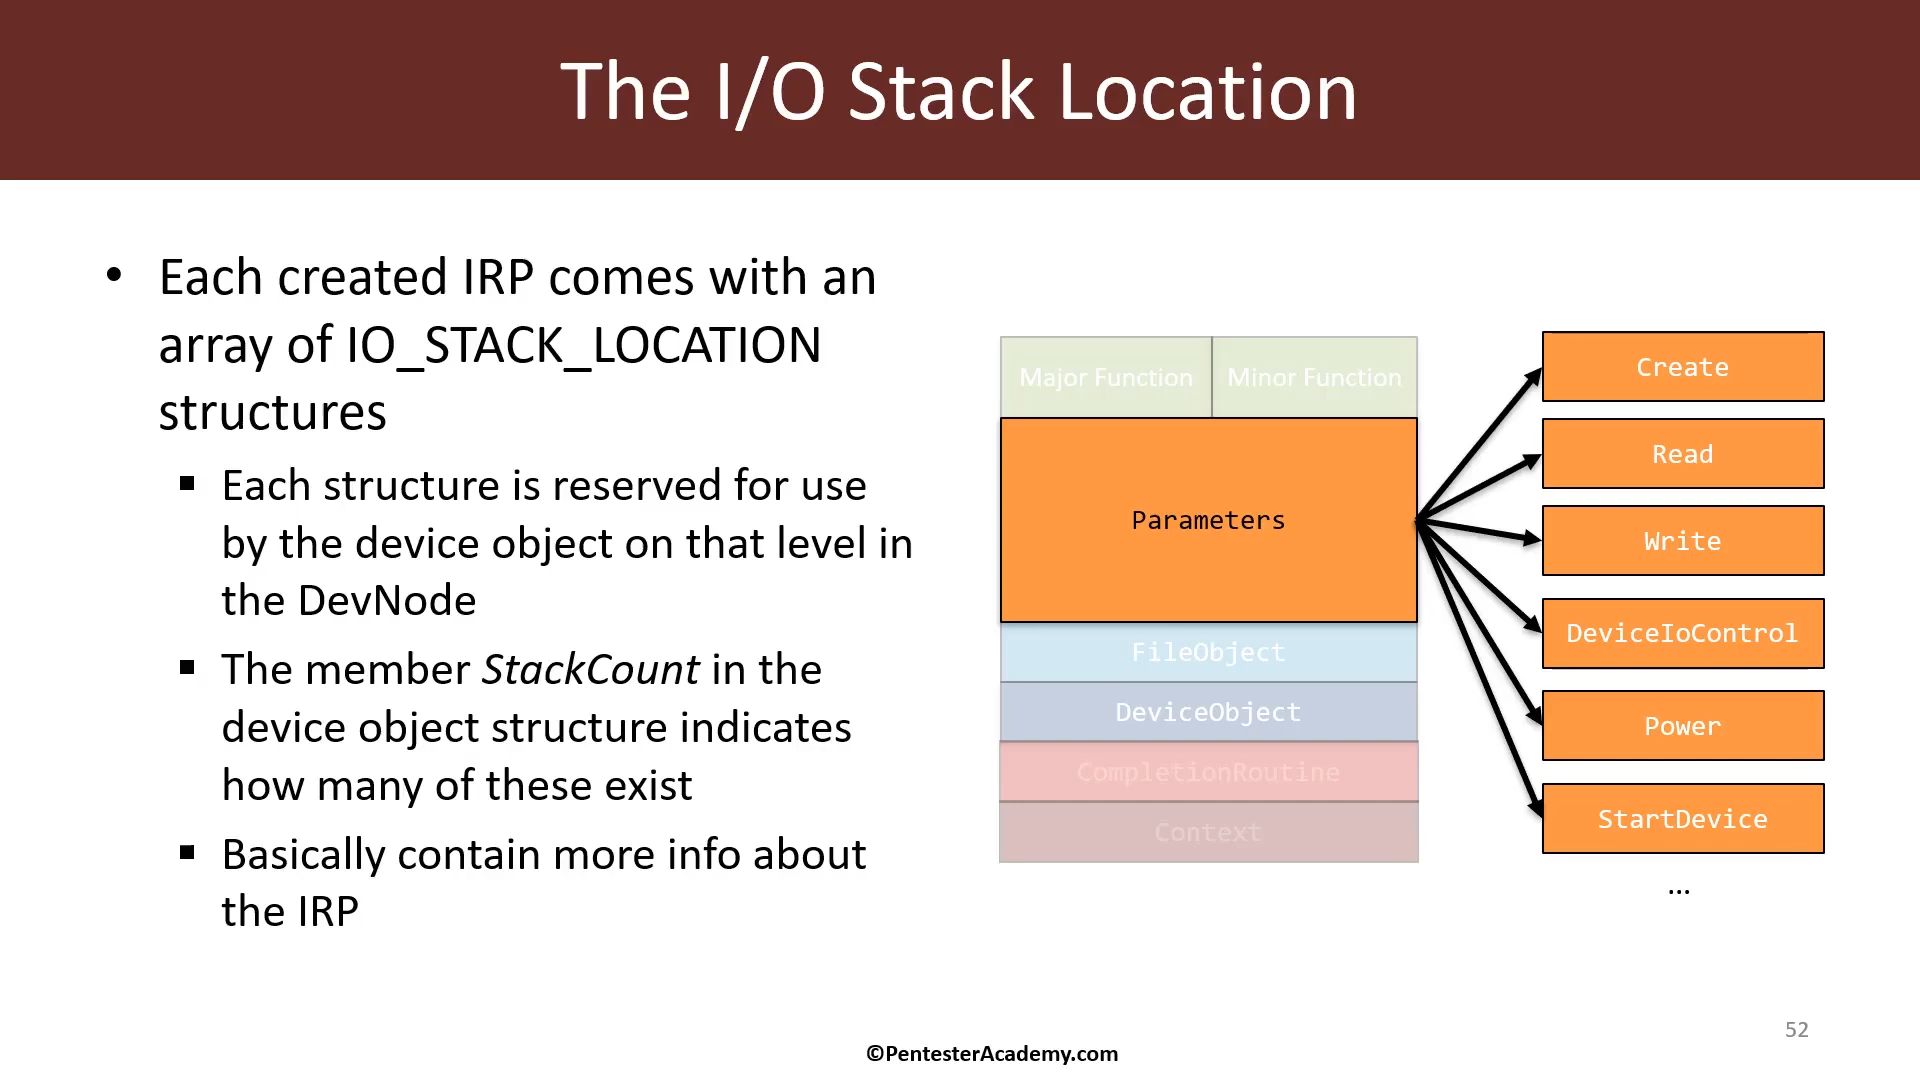 The I/O Stack Location
• Each created IRP comes with an
array of IO_STACK_LOCATION
structures
▪ Each structure is reserved for use
by the device object on that level in
the DevNode
▪ The member StackCount in the
device object structure indicates
how many of these exist
▪ Basically contain more info about
the IRP
Major Function Minor Function
Parameters
FileObject
DeviceObject
CompletionRoutine
Context
Create
Read
Write
DeviceIoControl
Power
StartDevice
...
52
©PentesterAcademy.com